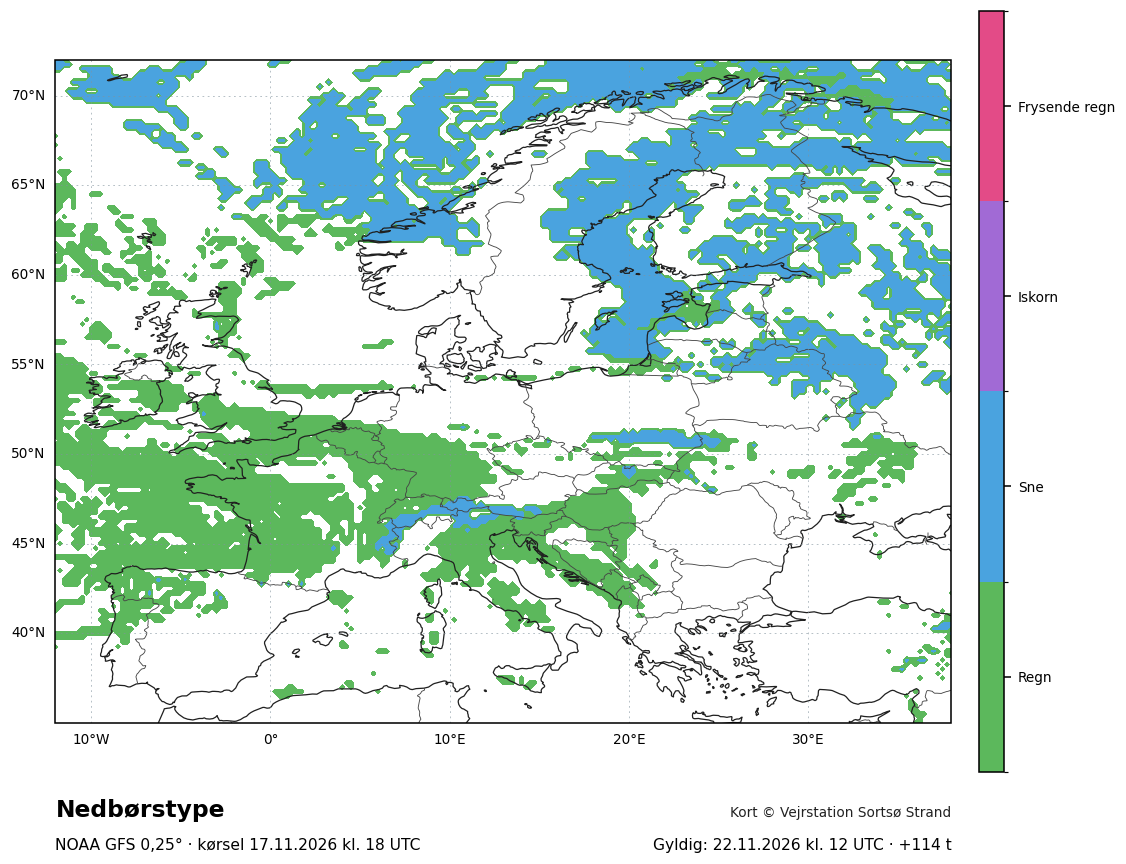 70°N
65°N
60°N
55°N
50°N
45°N
40°N
10°W
0°
10°E
20°E
30°E
Frysende regn
Iskorn
Sne
Regn
Nedbørstype
Kort © Vejrstation Sortsø Strand
NOAA GFS 0,25° · kørsel 17.11.2026 kl. 18 UTC
Gyldig: 22.11.2026 kl. 12 UTC · +114 t